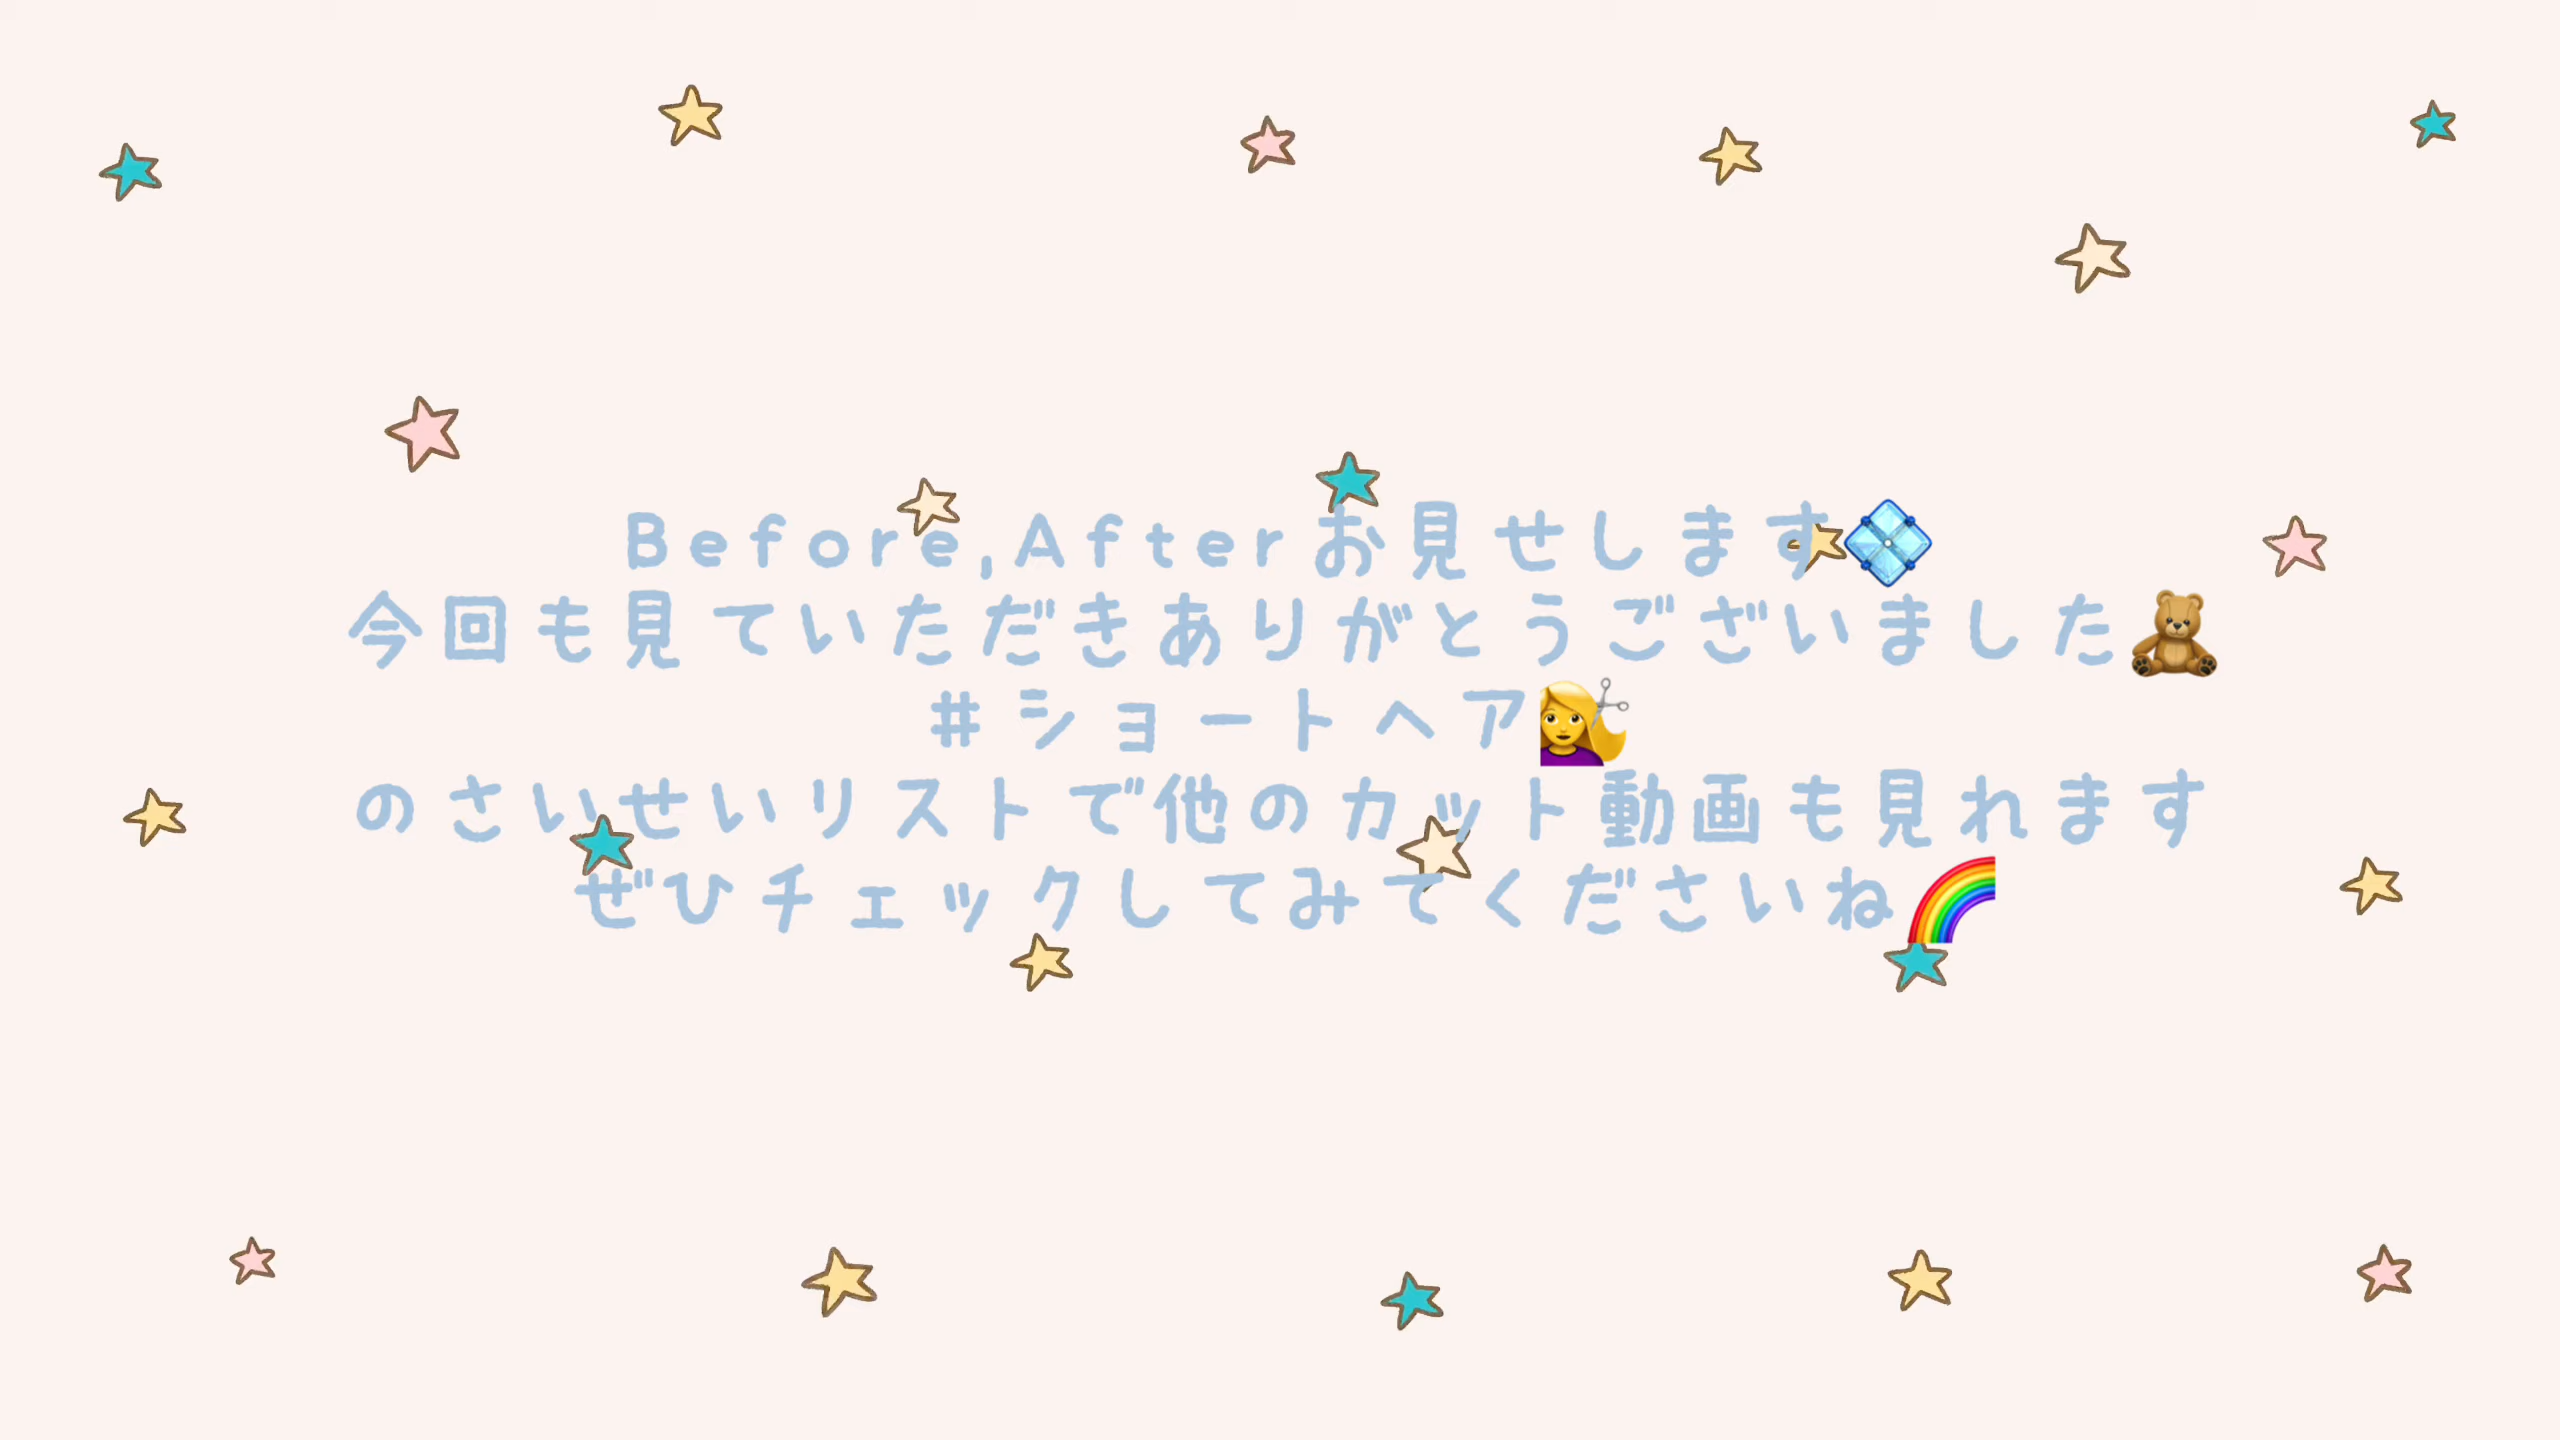 Before,Afterお見せします💠
今回も見ていただきありがとうございました🧸
#ショートヘア💇‍♀️
のさいせいリストで他のカット動画も見れます
ぜひチェックしてみてくださいね🌈